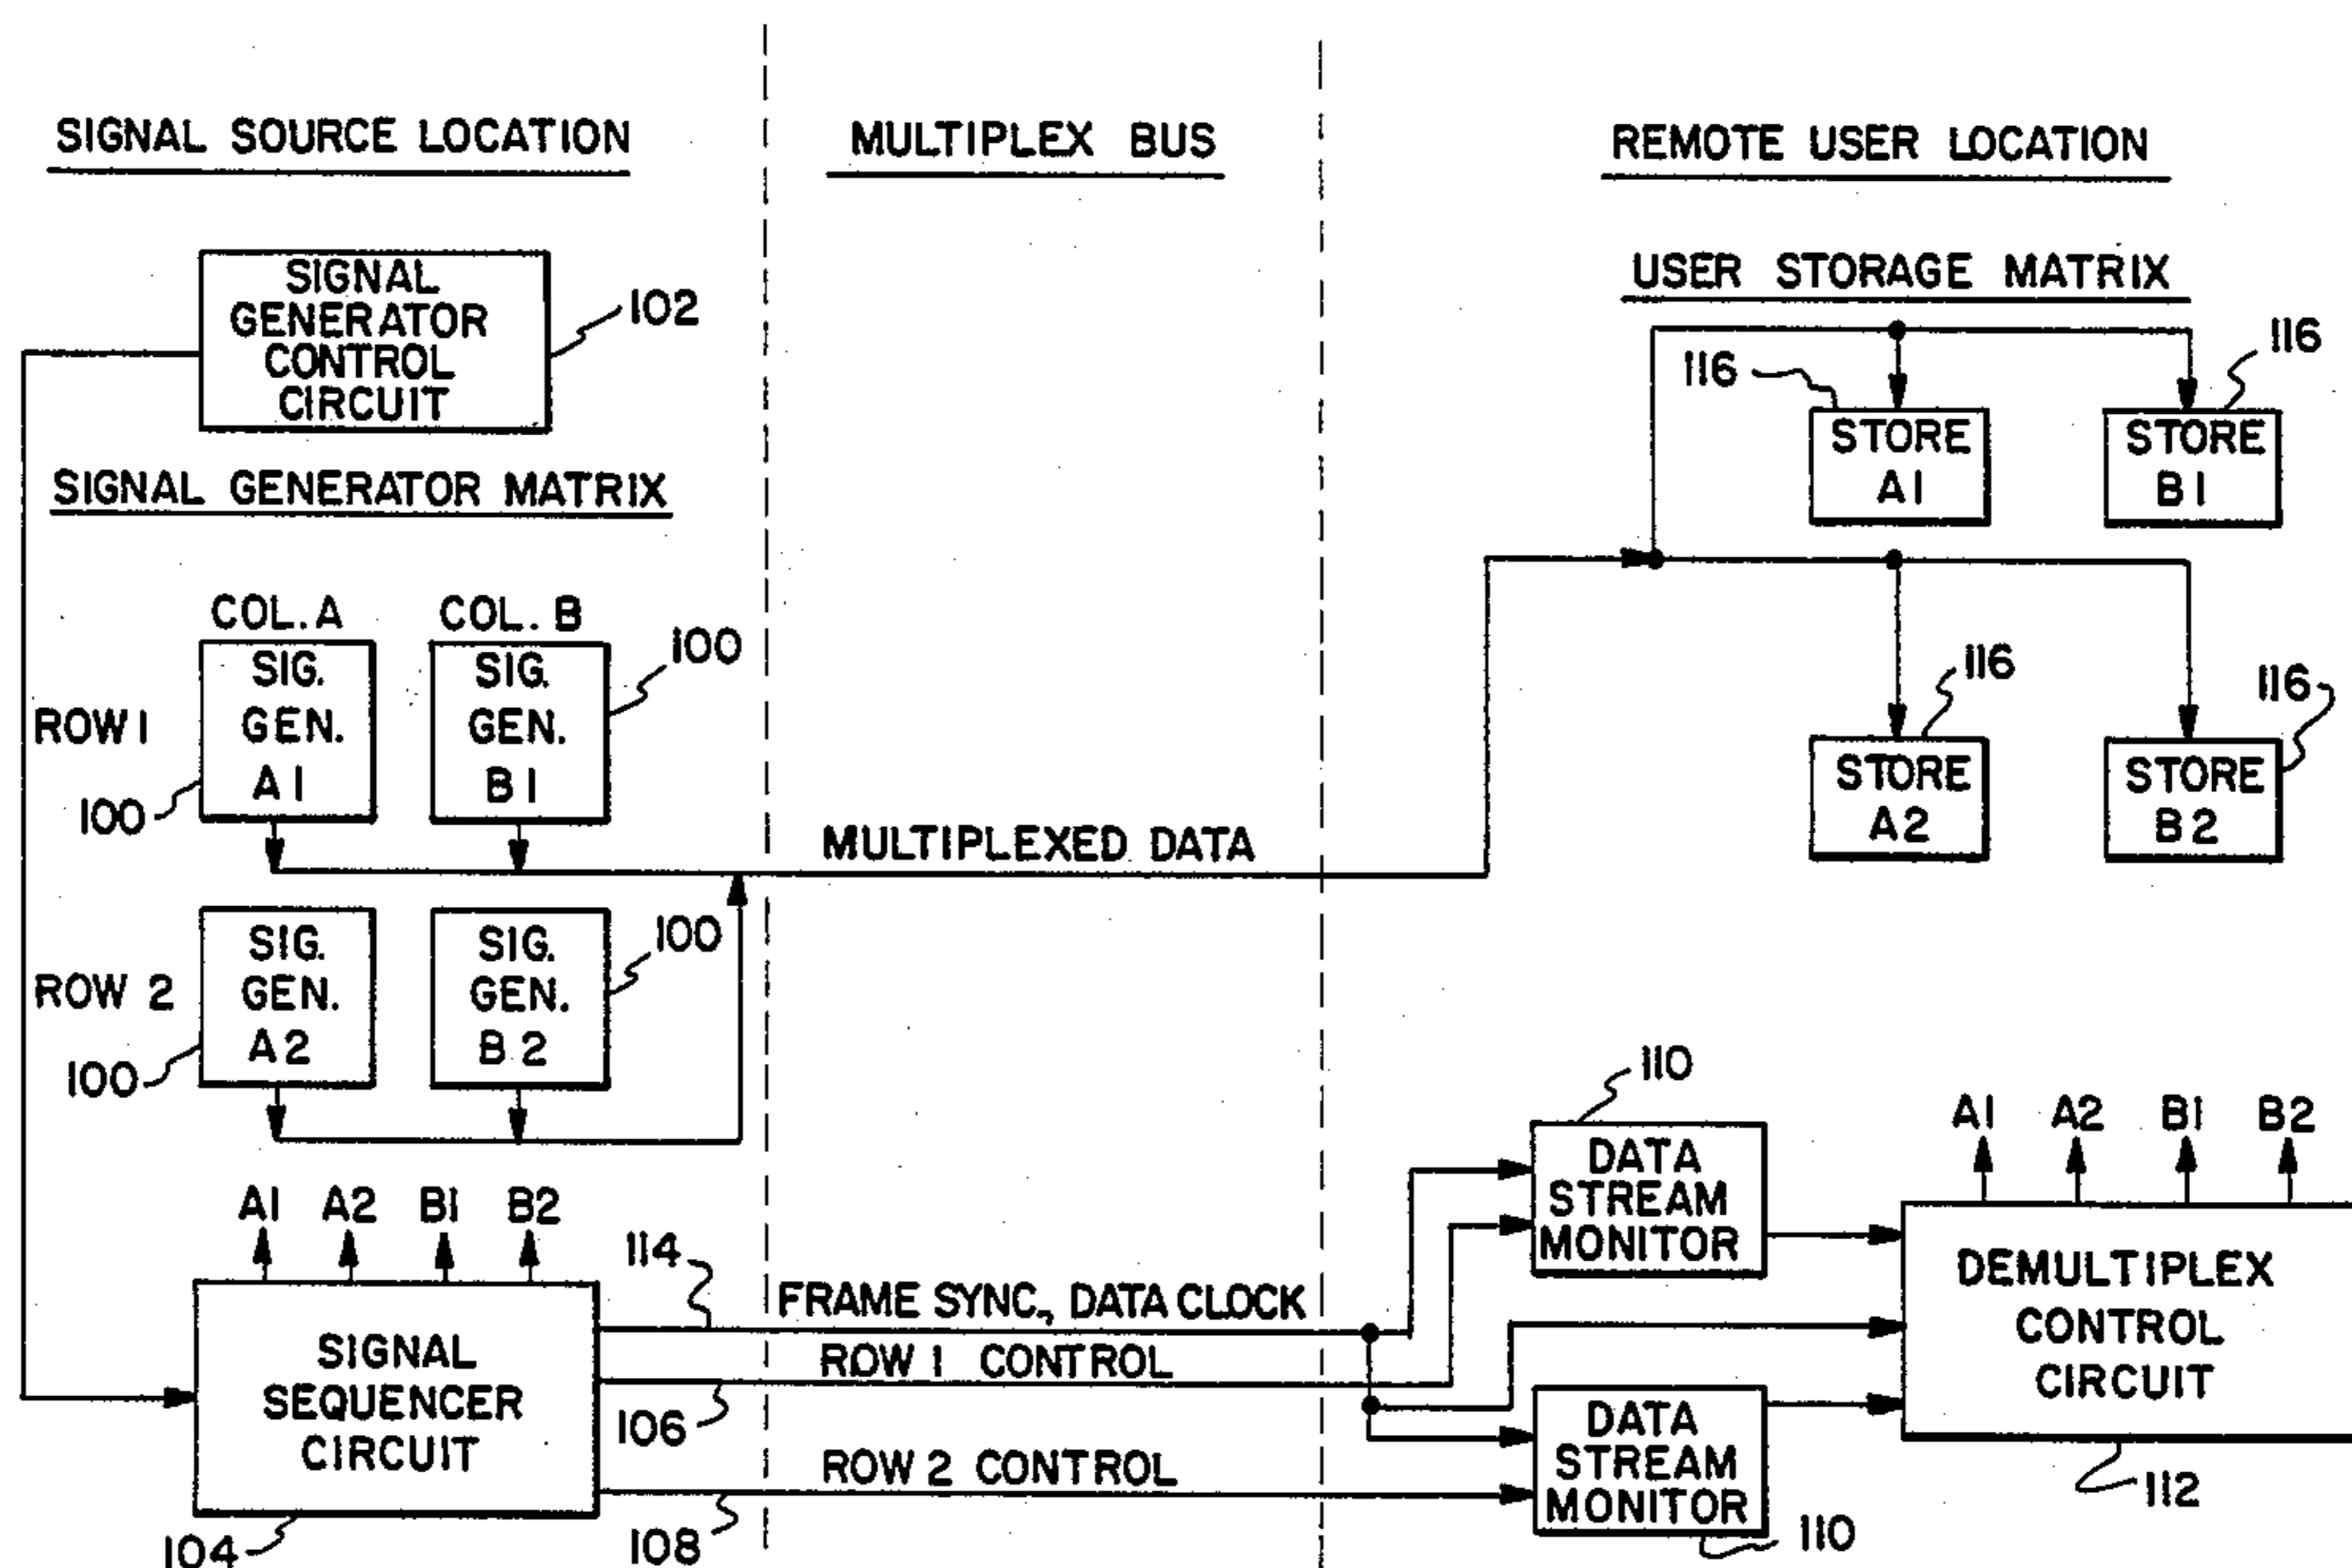 SIGNAL SOURCE LOCATION
MULTIPLEX BUS
REMOTE USER LOCATION
SIGNAL
GENERATOR
CONTROL
CIRCUIT
102
USER STORAGE MATRIX
116
116
STORE
A1
STORE
B1
SIGNAL GENERATOR MATRIX
COL. A
COL. B
ROW 1
SIG.
GEN.
A1
SIG.
GEN.
B1
100
100
116
116
STORE
A2
STORE
B2
MULTIPLEXED DATA
ROW 2
SIG.
GEN.
A2
SIG.
GEN.
B2
100
100
A1 A2 B1 B2
SIGNAL
SEQUENCER
CIRCUIT
104
114
FRAME SYNC., DATA CLOCK
ROW 1 CONTROL
106
ROW 2 CONTROL
108
110
DATA
STREAM
MONITOR
DATA
STREAM
MONITOR
110
A1 A2 B1 B2
DEMULTIPLEX
CONTROL
CIRCUIT
112